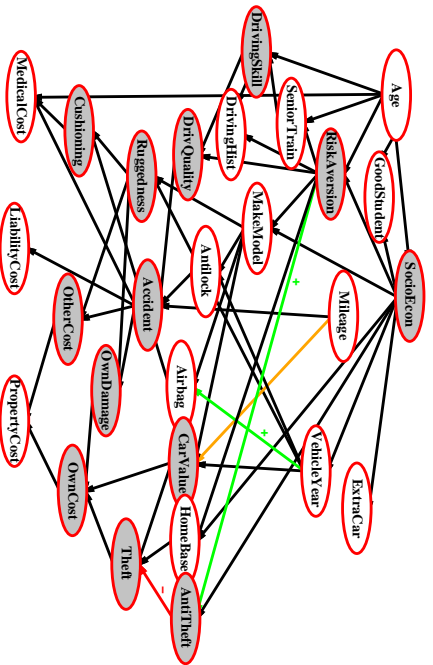 SocioEcon
Age
GoodStudent
ExtraCar
Mileage
VehicleYear
RiskAversion
SeniorTrain
DrivingSkill
MakeModel
DrivingHist
Antilock
DrivQuality
Airbag
CarValue
HomeBase
AntiTheft
Ruggedness
Accident
Theft
OwnDamage
Cushioning
OtherCost
OwnCost
MedicalCost
LiabilityCost
PropertyCost
+
+
-